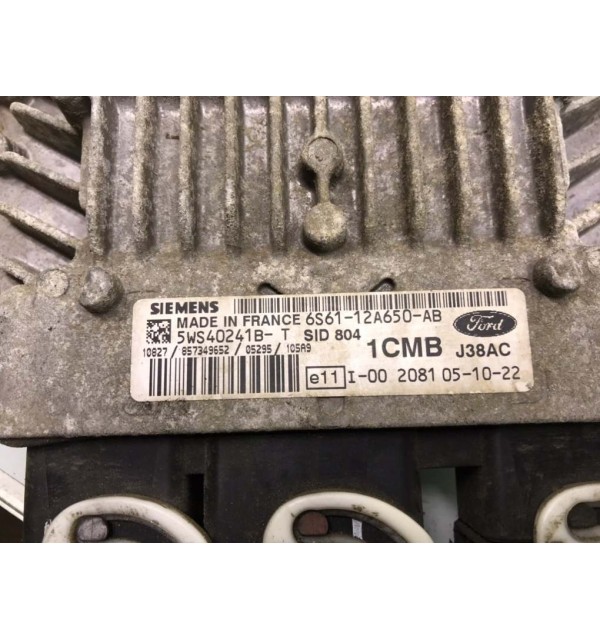 SIEMENS
MADE IN FRANCE 6S61-12A650-AB
5WS40241B- T SID 804
10827 / 857349652 / 05295 / 105A9
1CMB J38AC
Ford
e11 I-00 2081 05-10-22